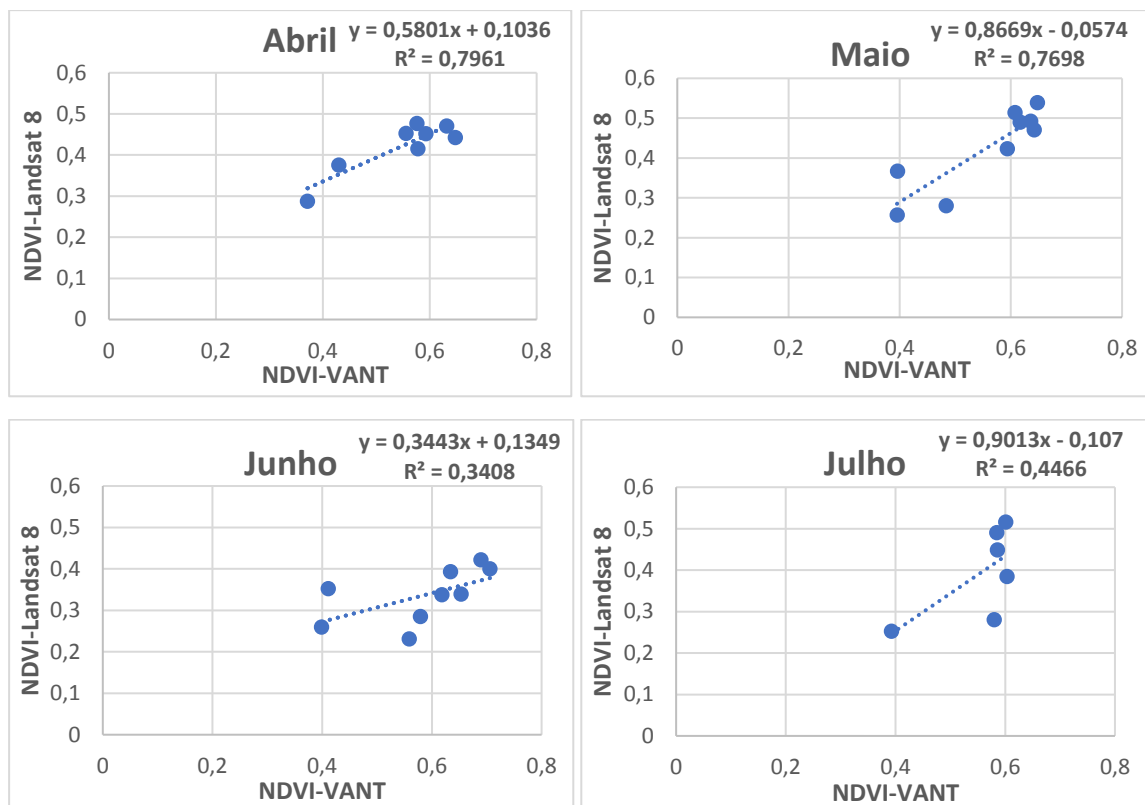 Abril
y = 0,5801x + 0,1036
R² = 0,7961
NDVI-Landsat 8
0,6
0,5
0,4
0,3
0,2
0,1
0
0 0,2 0,4 0,6 0,8
NDVI-VANT
Maio
y = 0,8669x - 0,0574
R² = 0,7698
NDVI-Landsat 8
0,6
0,5
0,4
0,3
0,2
0,1
0
0 0,2 0,4 0,6 0,8
NDVI-VANT
Junho
y = 0,3443x + 0,1349
R² = 0,3408
NDVI-Landsat 8
0,6
0,5
0,4
0,3
0,2
0,1
0
0 0,2 0,4 0,6 0,8
NDVI-VANT
Julho
y = 0,9013x - 0,107
R² = 0,4466
NDVI-Landsat 8
0,6
0,5
0,4
0,3
0,2
0,1
0
0 0,2 0,4 0,6 0,8
NDVI-VANT